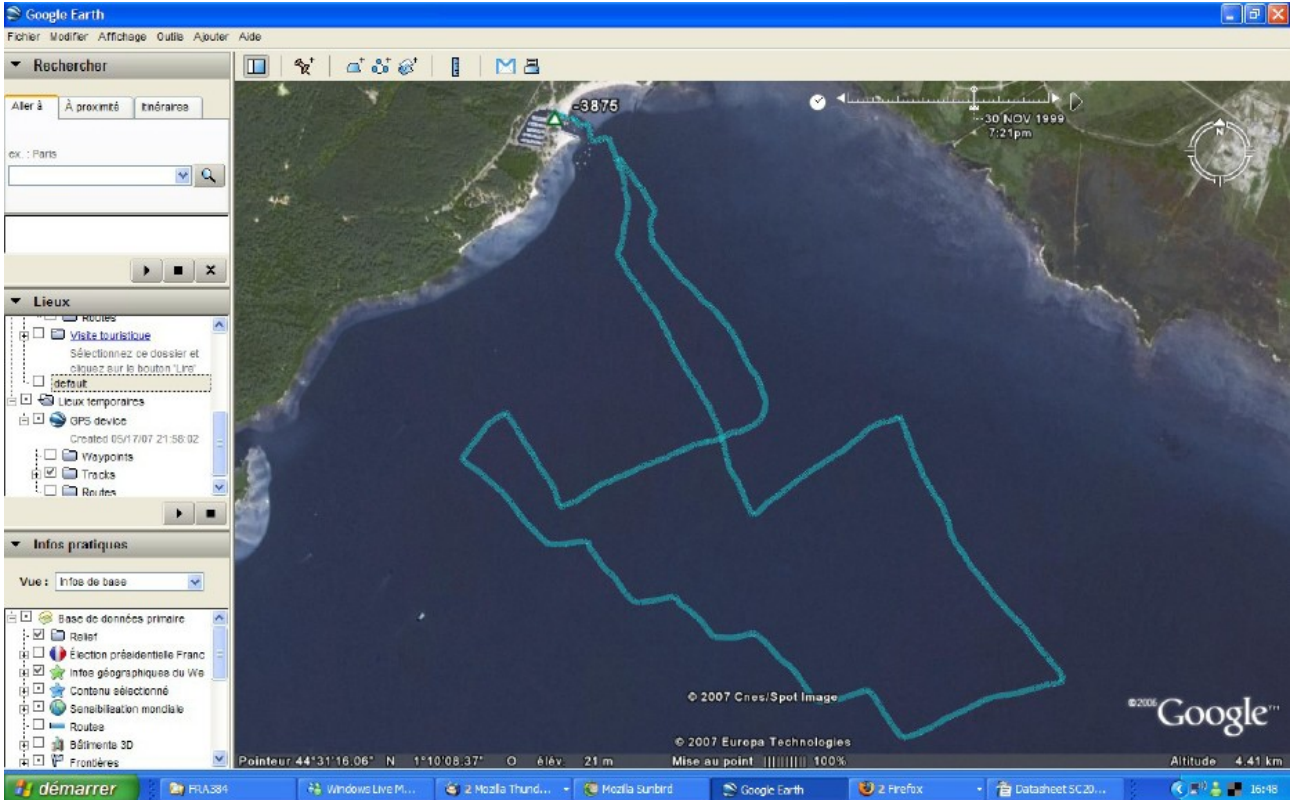 Google Earth
Fichier Modifier Affichage Outils Ajouter Aide
Rechercher
Aller à À proximité Itinéraires
ex. : Paris
-3875
30 NOV 1999
7:21pm
N
Lieux
Routes
Visite touristique
Sélectionnez ce dossier et
cliquez sur le bouton 'Lire'
default
Lieux temporaires
GPS device
Created 05/17/07 21:58:02
Waypoints
Tracks
Routes
Infos pratiques
Vue : Infos de base
Base de données primaire
Relief
Élection présidentielle Franc
Infos géographiques du We
Contenu sélectionné
Sensibilisation mondiale
Routes
Bâtiments 3D
Frontières
© 2007 Cnes/Spot Image
© 2007 Europa Technologies
©2006 Google™
Pointeur 44°31'16.06" N 1°10'08.37" O élév. 21 m Mise au point ||||||||| 100% Altitude 4.41 km
démarrer FRA384 Windows Live M... 2 Mozilla Thund... Mozilla Sunbird Google Earth 2 Firefox Datasheet SC20... 16:48